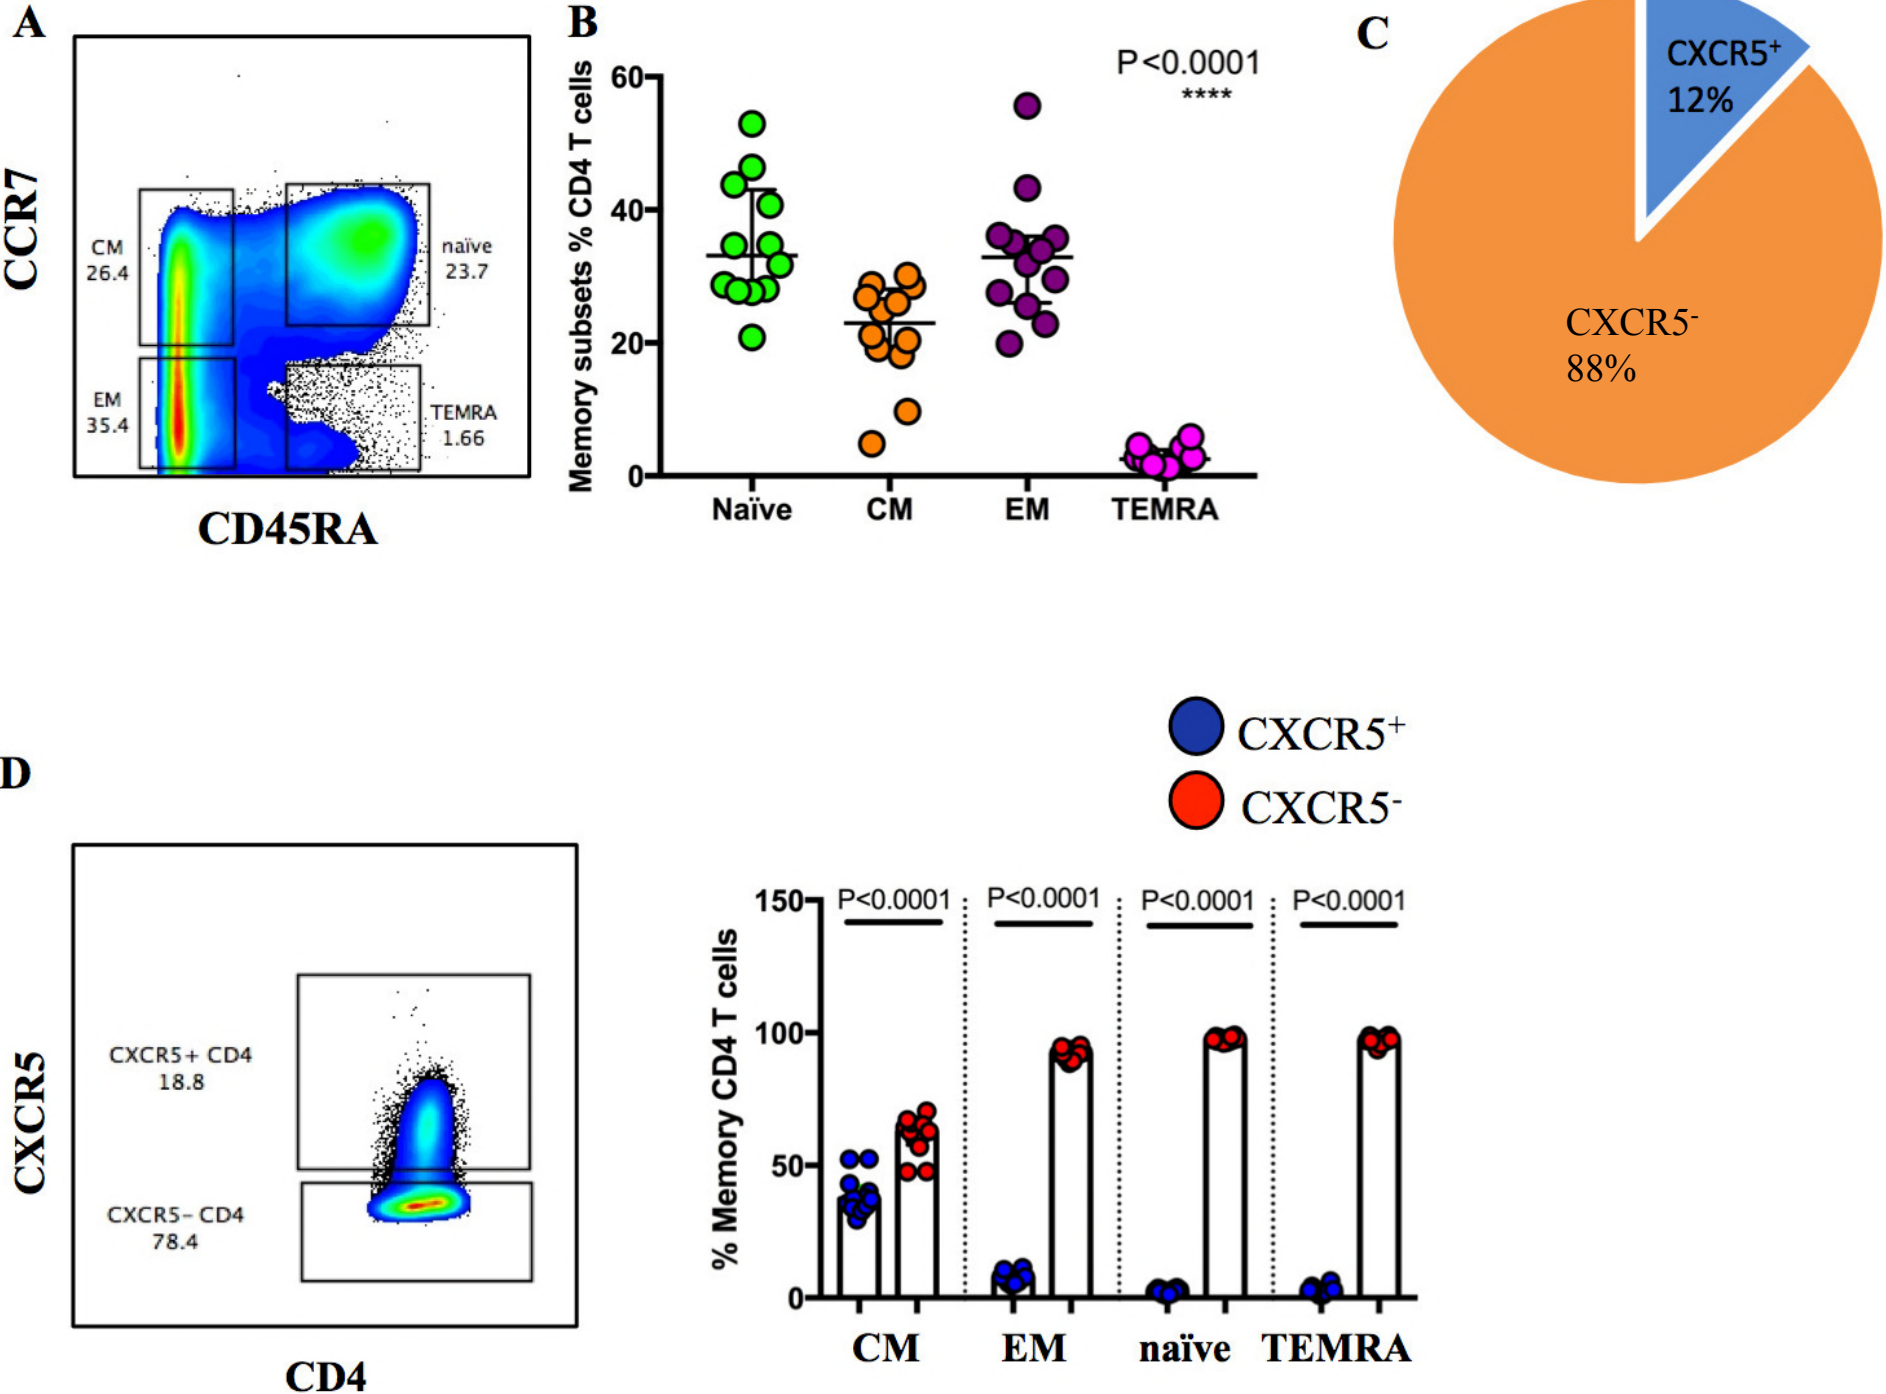 A
CCR7
CM
26.4
naïve
23.7
EM
35.4
TEMRA
1.66
CD45RA
B
Memory subsets % CD4 T cells
60
40
20
0
P<0.0001
****
Naïve
CM
EM
TEMRA
C
CXCR5+
12%
CXCR5-
88%
D
CXCR5
CXCR5+ CD4
18.8
CXCR5- CD4
78.4
CD4
CXCR5+
CXCR5-
% Memory CD4 T cells
150
100
50
0
P<0.0001
P<0.0001
P<0.0001
P<0.0001
CM
EM
naïve
TEMRA